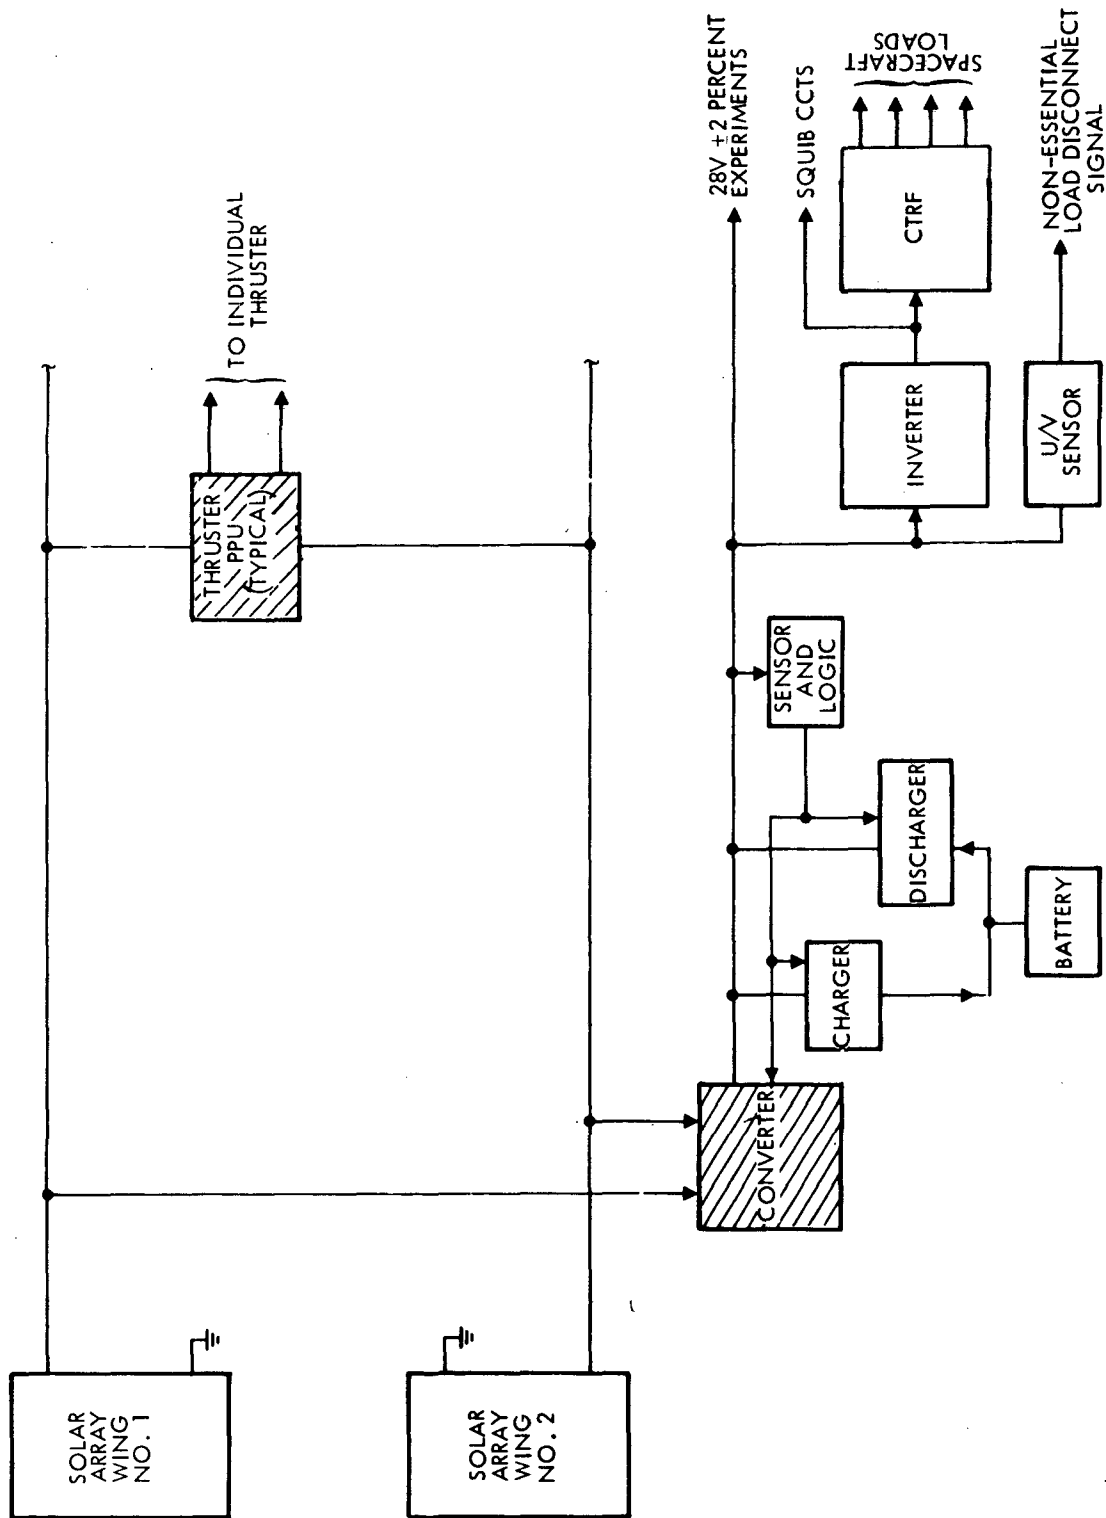 SOLAR
ARRAY
WING
NO. 1
SOLAR
ARRAY
WING
NO. 2
THRUSTER
PPU
(TYPICAL)
TO INDIVIDUAL
THRUSTER
CONVERTER
CHARGER
BATTERY
DISCHARGER
SENSOR
AND
LOGIC
28V ±2 PERCENT
EXPERIMENTS
SQUIB CCTS
INVERTER
CTRF
SPACECRAFT
LOADS
U/V
SENSOR
NON-ESSENTIAL
LOAD DISCONNECT
SIGNAL